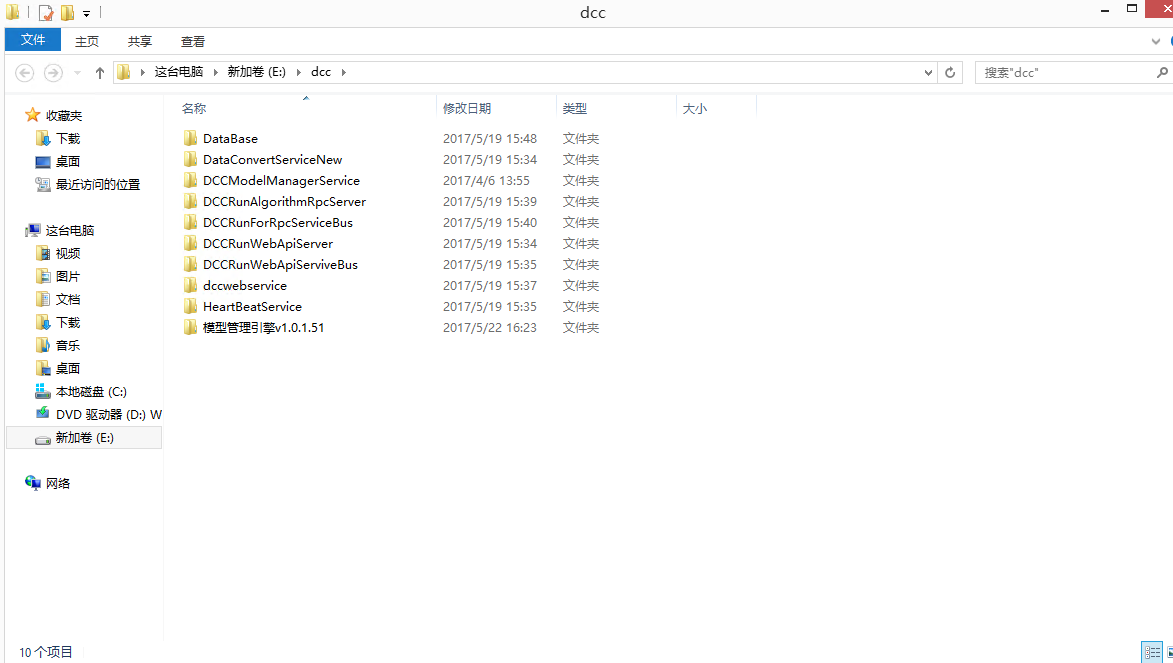 dcc
文件 主页 共享 查看
这台电脑 新加卷 (E:) dcc 搜索"dcc"
名称 修改日期 类型 大小
收藏夹
下载
桌面
最近访问的位置
这台电脑
视频
图片
文档
下载
音乐
桌面
本地磁盘 (C:)
DVD 驱动器 (D:) W
新加卷 (E:)
网络
DataBase 2017/5/19 15:48 文件夹
DataConvertServiceNew 2017/5/19 15:34 文件夹
DCCModelManagerService 2017/4/6 13:55 文件夹
DCCRunAlgorithmRpcServer 2017/5/19 15:39 文件夹
DCCRunForRpcServiceBus 2017/5/19 15:40 文件夹
DCCRunWebApiServer 2017/5/19 15:34 文件夹
DCCRunWebApiServiveBus 2017/5/19 15:35 文件夹
dccwebservice 2017/5/19 15:37 文件夹
HeartBeatService 2017/5/19 15:35 文件夹
模型管理引擎v1.0.1.51 2017/5/22 16:23 文件夹
10 个项目